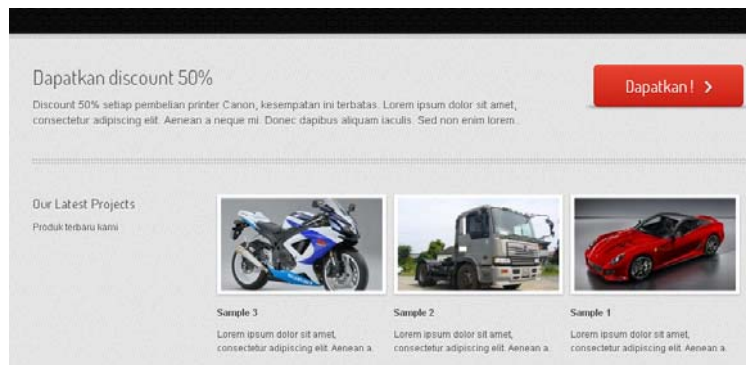 Dapatkan discount 50%
Dapatkan !
Discount 50% setiap pembelian printer Canon, kesempatan ini terbatas. Lorem ipsum dolor sit amet,
consectetur adipiscing elit. Aenean a neque mi. Donec dapibus aliquam iaculis. Sed non enim lorem...
Our Latest Projects
Produk terbaru kami
SUZUKI
Sample 3
Lorem ipsum dolor sit amet,
consectetur adipiscing elit. Aenean a
Sample 2
Lorem ipsum dolor sit amet,
consectetur adipiscing elit. Aenean a
Sample 1
Lorem ipsum dolor sit amet,
consectetur adipiscing elit. Aenean a